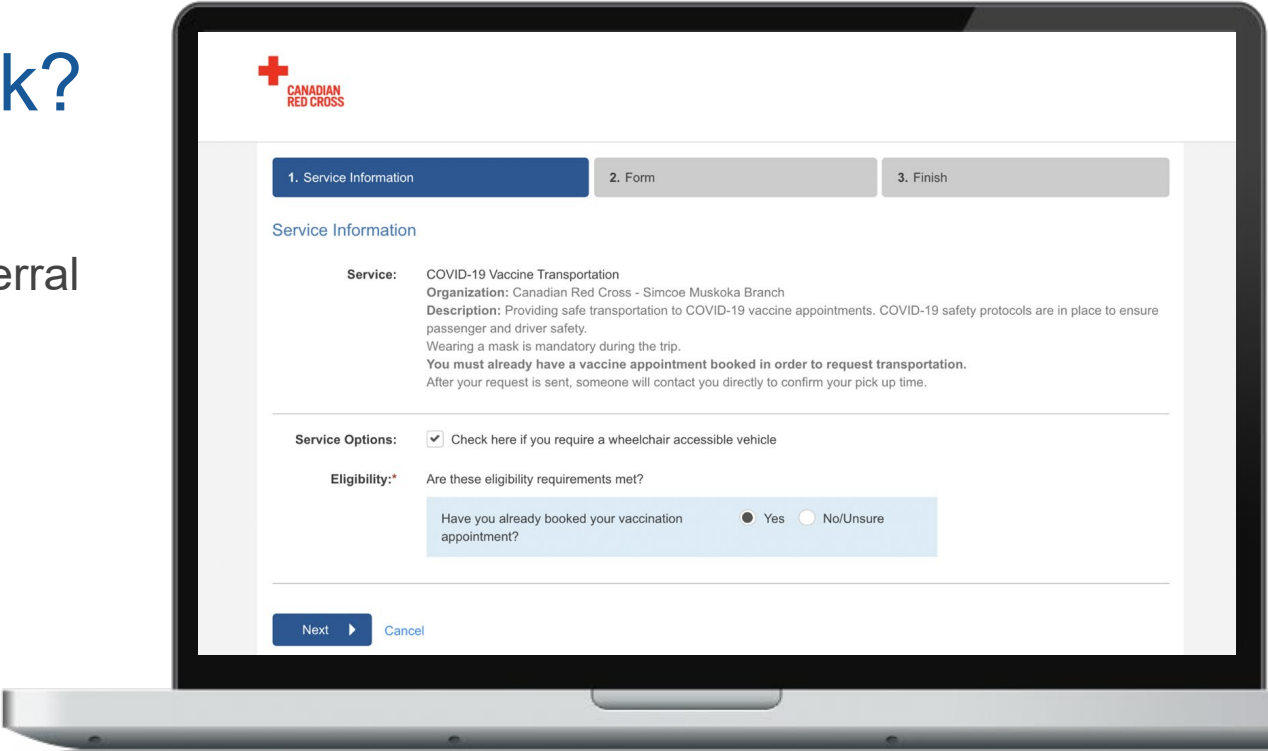 k?
erral
CANADIAN
RED CROSS
1. Service Information
2. Form
3. Finish
Service Information
Service:
COVID-19 Vaccine Transportation
Organization: Canadian Red Cross - Simcoe Muskoka Branch
Description: Providing safe transportation to COVID-19 vaccine appointments. COVID-19 safety protocols are in place to ensure
passenger and driver safety.
Wearing a mask is mandatory during the trip.
You must already have a vaccine appointment booked in order to request transportation.
After your request is sent, someone will contact you directly to confirm your pick up time.
Service Options:
Check here if you require a wheelchair accessible vehicle
Eligibility:*
Are these eligibility requirements met?
Have you already booked your vaccination
appointment?
Yes
No/Unsure
Next
Cancel